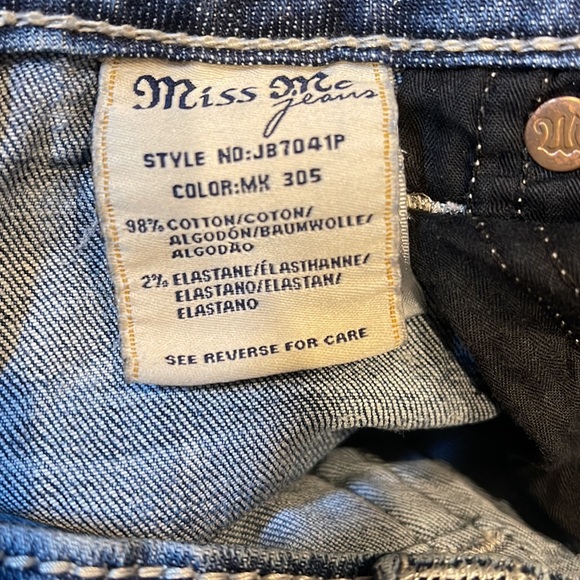 Miss Me
jeans
STYLE NO:JB7041P
COLOR:MK 305
98% COTTON/COTON/
ALGODÓN/BAUMWOLLE/
ALGODAO
2% ELASTANE/ÉLASTHANNE/
ELASTANO/ELASTAN/
ELASTANO
SEE REVERSE FOR CARE
M